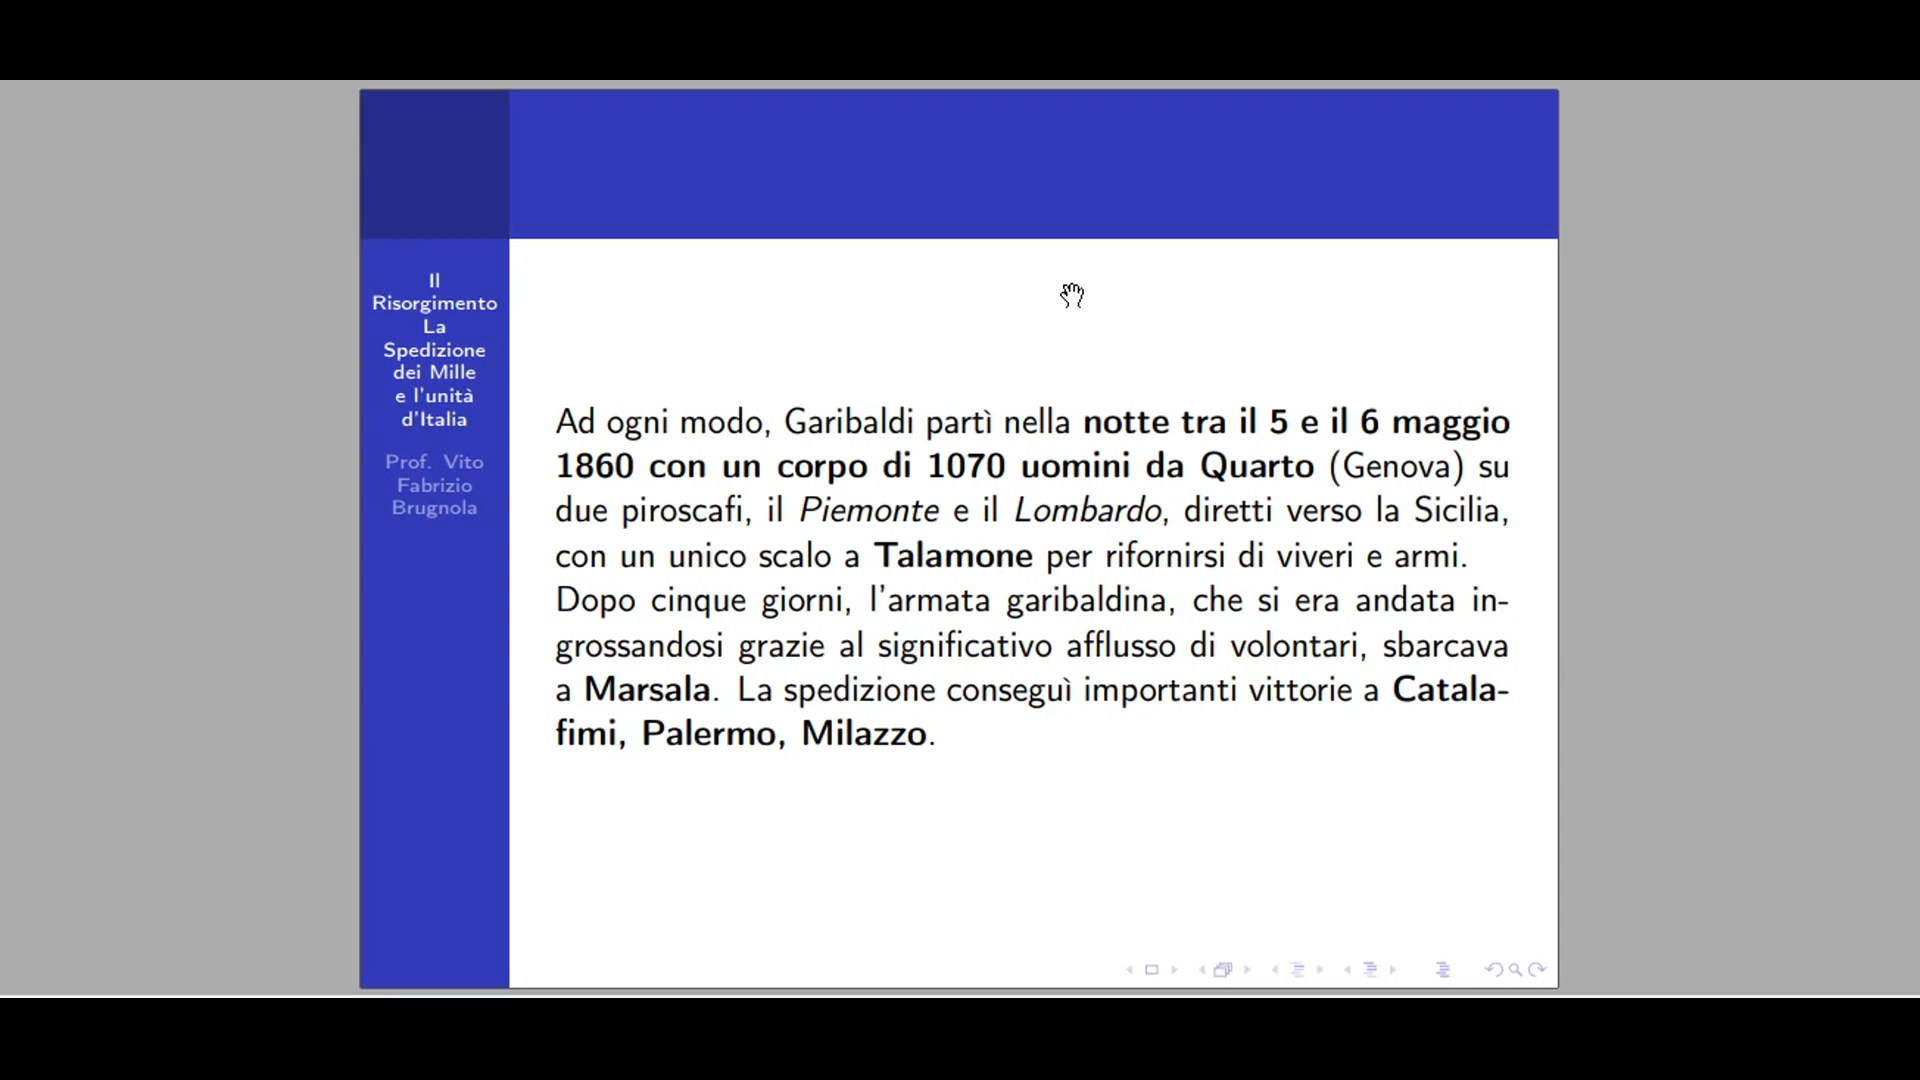 Il
Risorgimento
La
Spedizione
dei Mille
e l'unità
d'Italia
Prof. Vito
Fabrizio
Brugnola
Ad ogni modo, Garibaldi partì nella notte tra il 5 e il 6 maggio
1860 con un corpo di 1070 uomini da Quarto (Genova) su
due piroscafi, il Piemonte e il Lombardo, diretti verso la Sicilia,
con un unico scalo a Talamone per rifornirsi di viveri e armi.
Dopo cinque giorni, l'armata garibaldina, che si era andata in-
grossandosi grazie al significativo afflusso di volontari, sbarcava
a Marsala. La spedizione conseguì importanti vittorie a Catala-
fimi, Palermo, Milazzo.